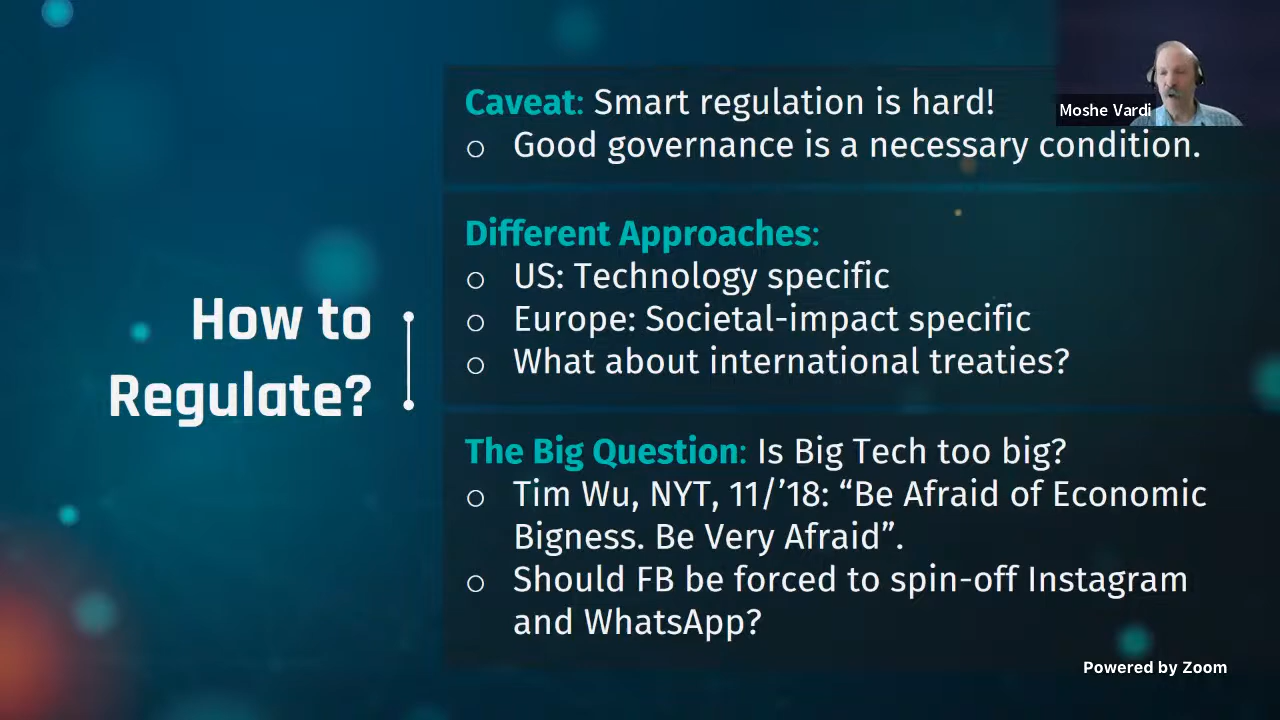 How to
Regulate?
Caveat: Smart regulation is hard!
○ Good governance is a necessary condition.
Different Approaches:
○ US: Technology specific
○ Europe: Societal-impact specific
○ What about international treaties?
The Big Question: Is Big Tech too big?
○ Tim Wu, NYT, 11/’18: “Be Afraid of Economic
Bigness. Be Very Afraid”.
○ Should FB be forced to spin-off Instagram
and WhatsApp?
Moshe Vardi
Powered by Zoom